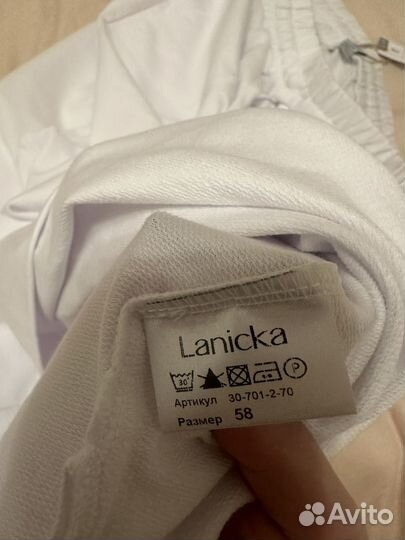 Lanicka
30 P
Артикул 30-701-2-70
Размер 58
Avito